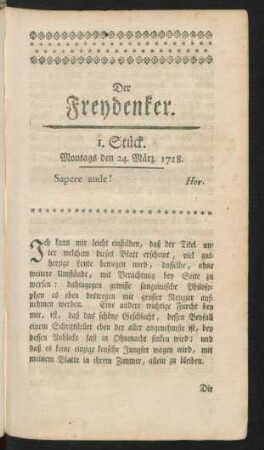 Der
Freydenker.
1. Stück.
Montags den 24. März. 1718.
Sapere aude! Hor.
Ich kann mir leicht einbilden, daß der Titel un-
ter welchem dieses Blatt erscheint, viel gut-
herzige Leute bewegen wird, dasselbe, ohne
weitere Umstände, mit Verachtung bey Seite zu
werfen: dahingegen gewisse sanguinische Philoso-
phen es eben deswegen mit grosser Neugier auf-
nehmen werden. Eine andere wichtige Furcht bey
mir, ist, daß das schöne Geschlecht, dessen Beyfall
einem Schriftsteller eben der aller angenehmste ist, bey
dessen Anblicke fast in Ohnmacht sinken wird; und
daß es keine einzige keusche Jungfer wagen wird, mit
meinem Blatte in ihrem Zimmer, allein zu bleiben.
Die